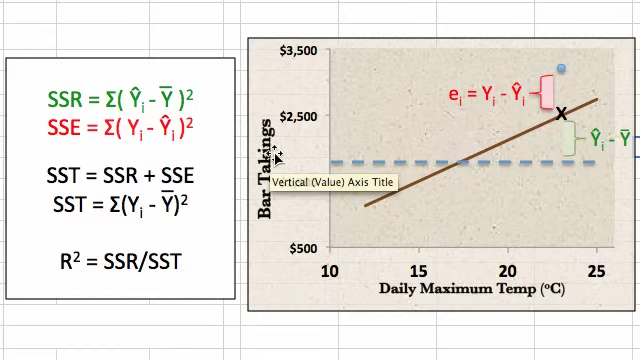 SSR = Σ( Ŷi - Ȳ )²
SSE = Σ( Yi - Ŷi )²
SST = SSR + SSE
SST = Σ(Yi - Ȳ)²
R² = SSR/SST
$3,500
$2,500
$500
Bar Takings
Vertical (Value) Axis Title
ei = Yi - Ŷi
X
Ŷi - Ȳ
10 15 20 25
Daily Maximum Temp (°C)